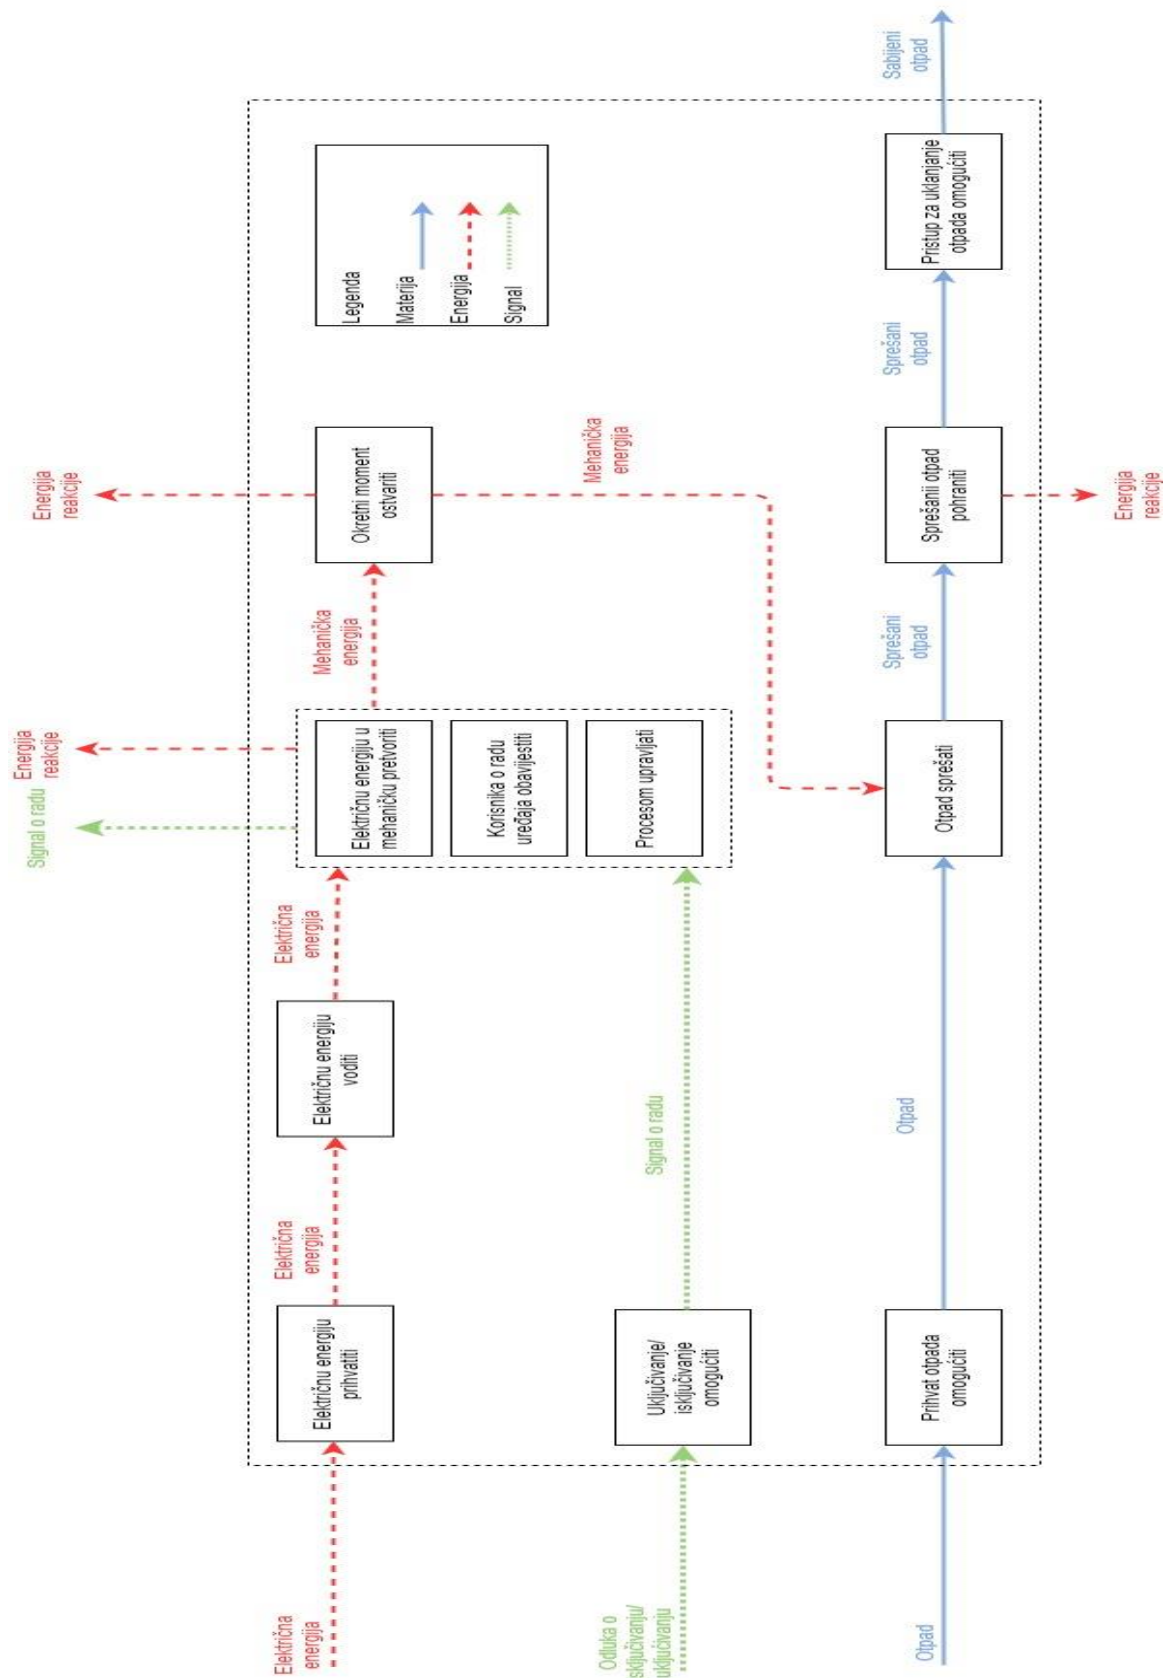 Signal o radu
Energija
reakcije
Energija
reakcije
Legenda
Materija
Energija
Signal
Električna
energija
Električnu energiju
prihvatiti
Električna
energija
Električnu energiju
voditi
Električna
energija
Električnu energiju u
mehaničku pretvoriti
Korisnika o radu
uređaja obavijestiti
Procesom upravljati
Mehanička
energija
Okretni moment
ostvariti
Mehanička
energija
Odluka o
sključivanju/
uključivanju
Uključivanje/
isključivanje
omogućiti
Signal o radu
Otpad
Prihvat otpada
omogućiti
Otpad
Otpad sprešati
Sprešani
otpad
Sprešanii otpad
pohraniti
Sprešani
otpad
Pristup za uklanjanje
otpada omogućiti
Sabijeni
otpad
Energija
reakcije